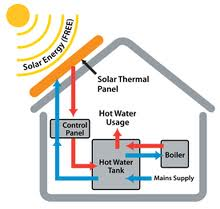 Solar Energy (FREE)
Solar Thermal
Panel
Hot Water
Usage
Control
Panel
Boiler
Hot Water
Tank
Mains Supply